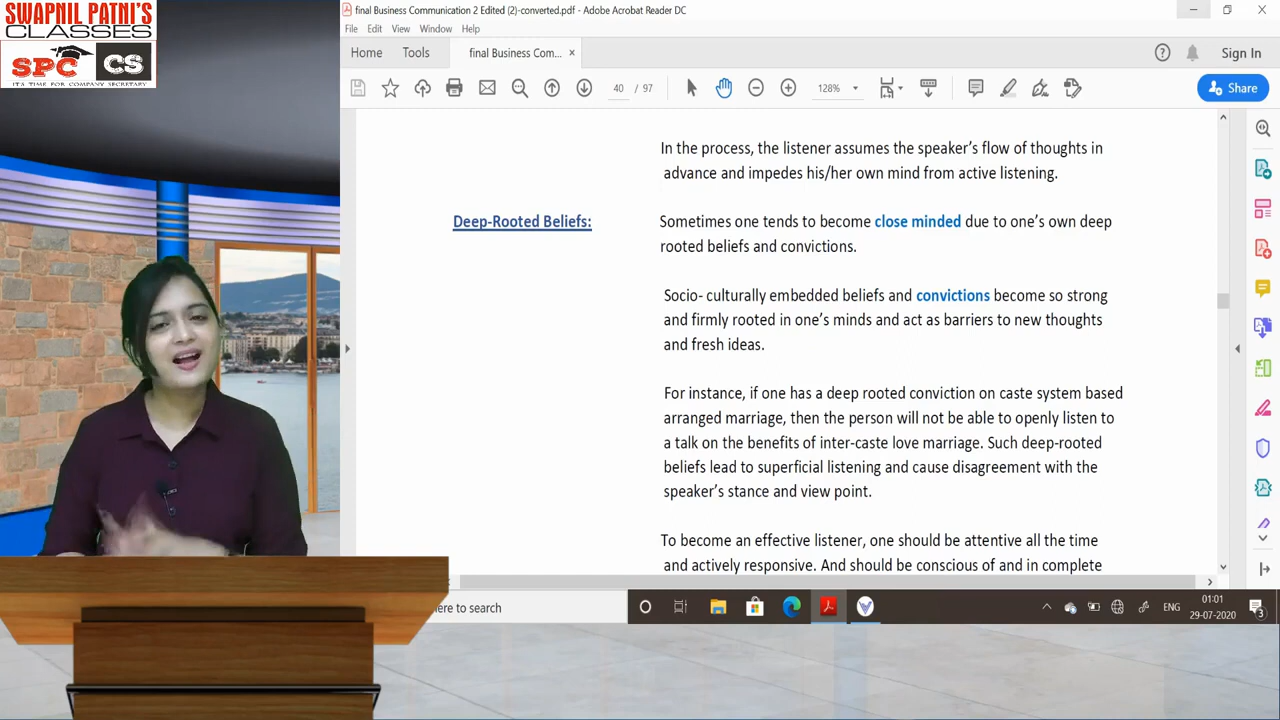 SWAPNIL PATNI'S
CLASSES
SPC CS
IT'S TIME FOR COMPANY SECRETARY
final Business Communication 2 Edited (2)-converted.pdf - Adobe Acrobat Reader DC
File Edit View Window Help
Home Tools final Business Com... × Sign In
40 / 97 128% Share
In the process, the listener assumes the speaker's flow of thoughts in
advance and impedes his/her own mind from active listening.
Deep-Rooted Beliefs: Sometimes one tends to become close minded due to one's own deep
rooted beliefs and convictions.
Socio- culturally embedded beliefs and convictions become so strong
and firmly rooted in one's minds and act as barriers to new thoughts
and fresh ideas.
For instance, if one has a deep rooted conviction on caste system based
arranged marriage, then the person will not be able to openly listen to
a talk on the benefits of inter-caste love marriage. Such deep-rooted
beliefs lead to superficial listening and cause disagreement with the
speaker's stance and view point.
To become an effective listener, one should be attentive all the time
and actively responsive. And should be conscious of and in complete
ere to search ENG 01:01
29-07-2020 3